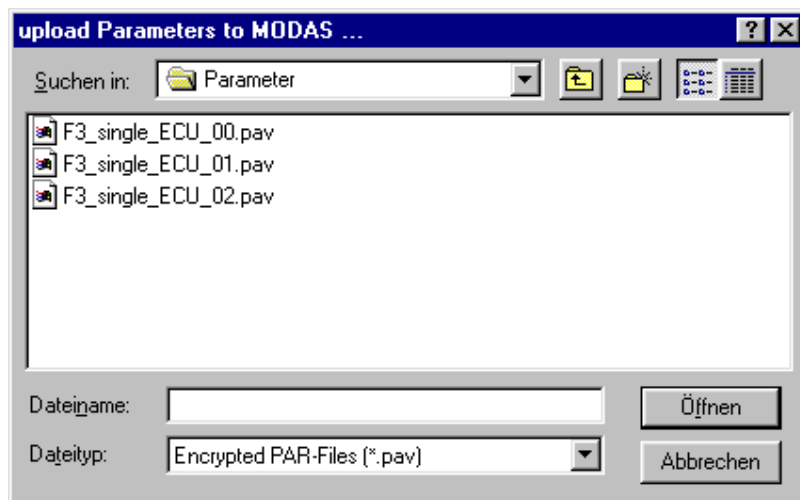 upload Parameters to MODAS ...
Suchen in: Parameter
F3_single_ECU_00.pav
F3_single_ECU_01.pav
F3_single_ECU_02.pav
Dateiname: Öffnen
Dateityp: Encrypted PAR-Files (*.pav) Abbrechen